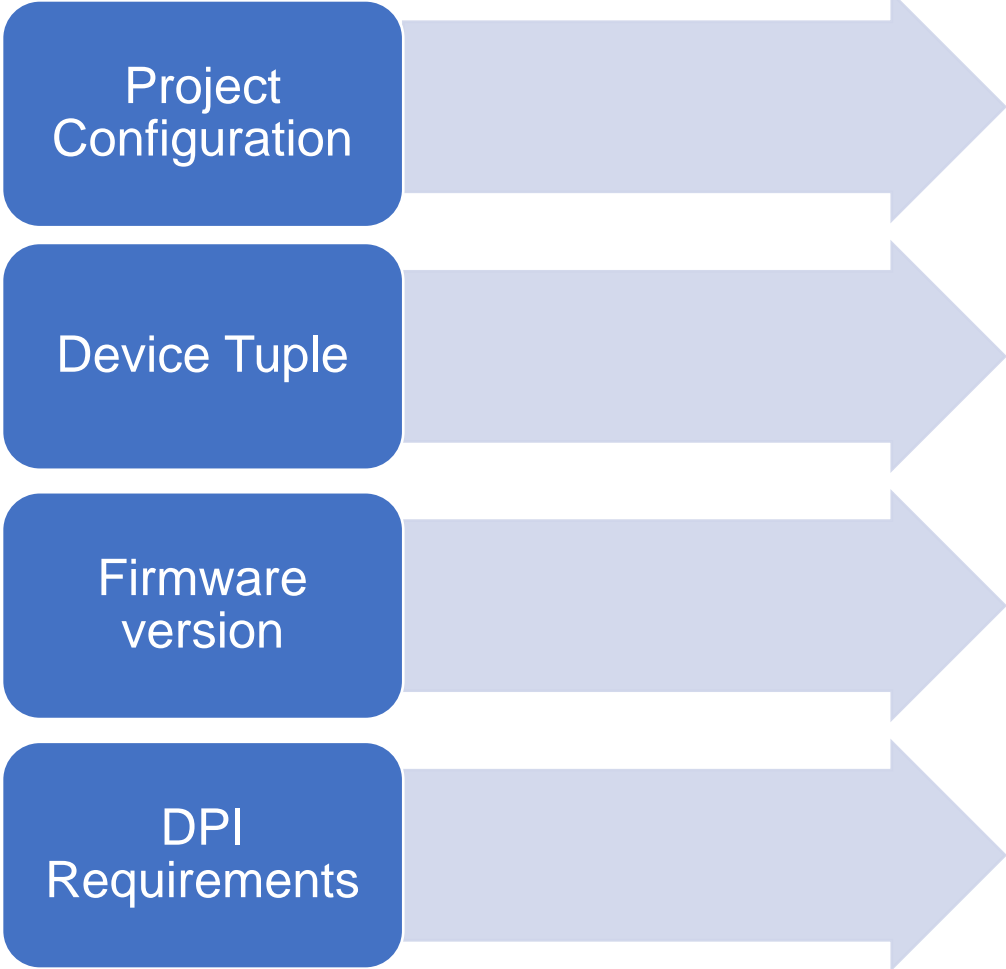 Project
Configuration
Device Tuple
Firmware
version
DPI
Requirements